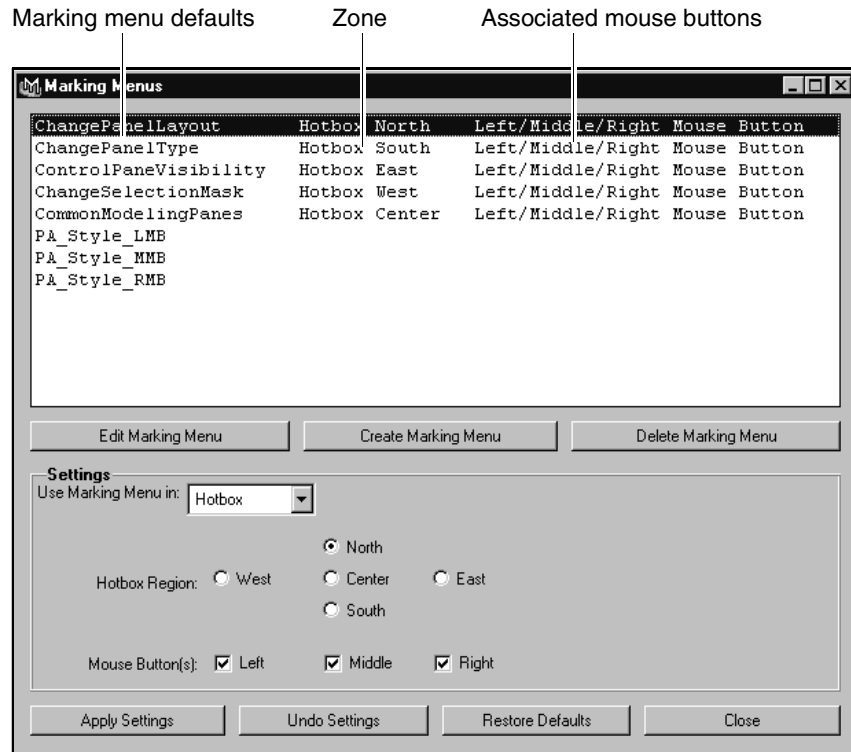 Marking menu defaults Zone Associated mouse buttons
Marking Menus
ChangePanelLayout Hotbox North Left/Middle/Right Mouse Button
ChangePanelType Hotbox South Left/Middle/Right Mouse Button
ControlPaneVisibility Hotbox East Left/Middle/Right Mouse Button
ChangeSelectionMask Hotbox West Left/Middle/Right Mouse Button
CommonModelingPanes Hotbox Center Left/Middle/Right Mouse Button
PA_Style_LMB
PA_Style_MMB
PA_Style_RMB
Edit Marking Menu Create Marking Menu Delete Marking Menu
Settings
Use Marking Menu in: Hotbox
North
Hotbox Region: West Center East
South
Mouse Button(s): Left Middle Right
Apply Settings Undo Settings Restore Defaults Close